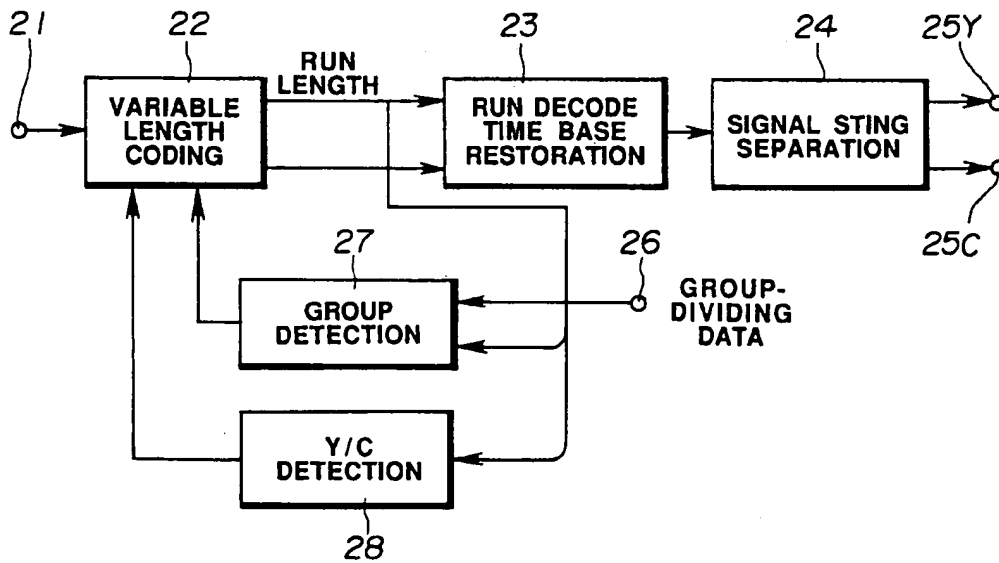 21
22
23
24
25Y
VARIABLE
LENGTH
CODING
RUN
LENGTH
RUN DECODE
TIME BASE
RESTORATION
SIGNAL STING
SEPARATION
25C
27
26
GROUP
DETECTION
GROUP-
DIVIDING
DATA
Y/C
DETECTION
28